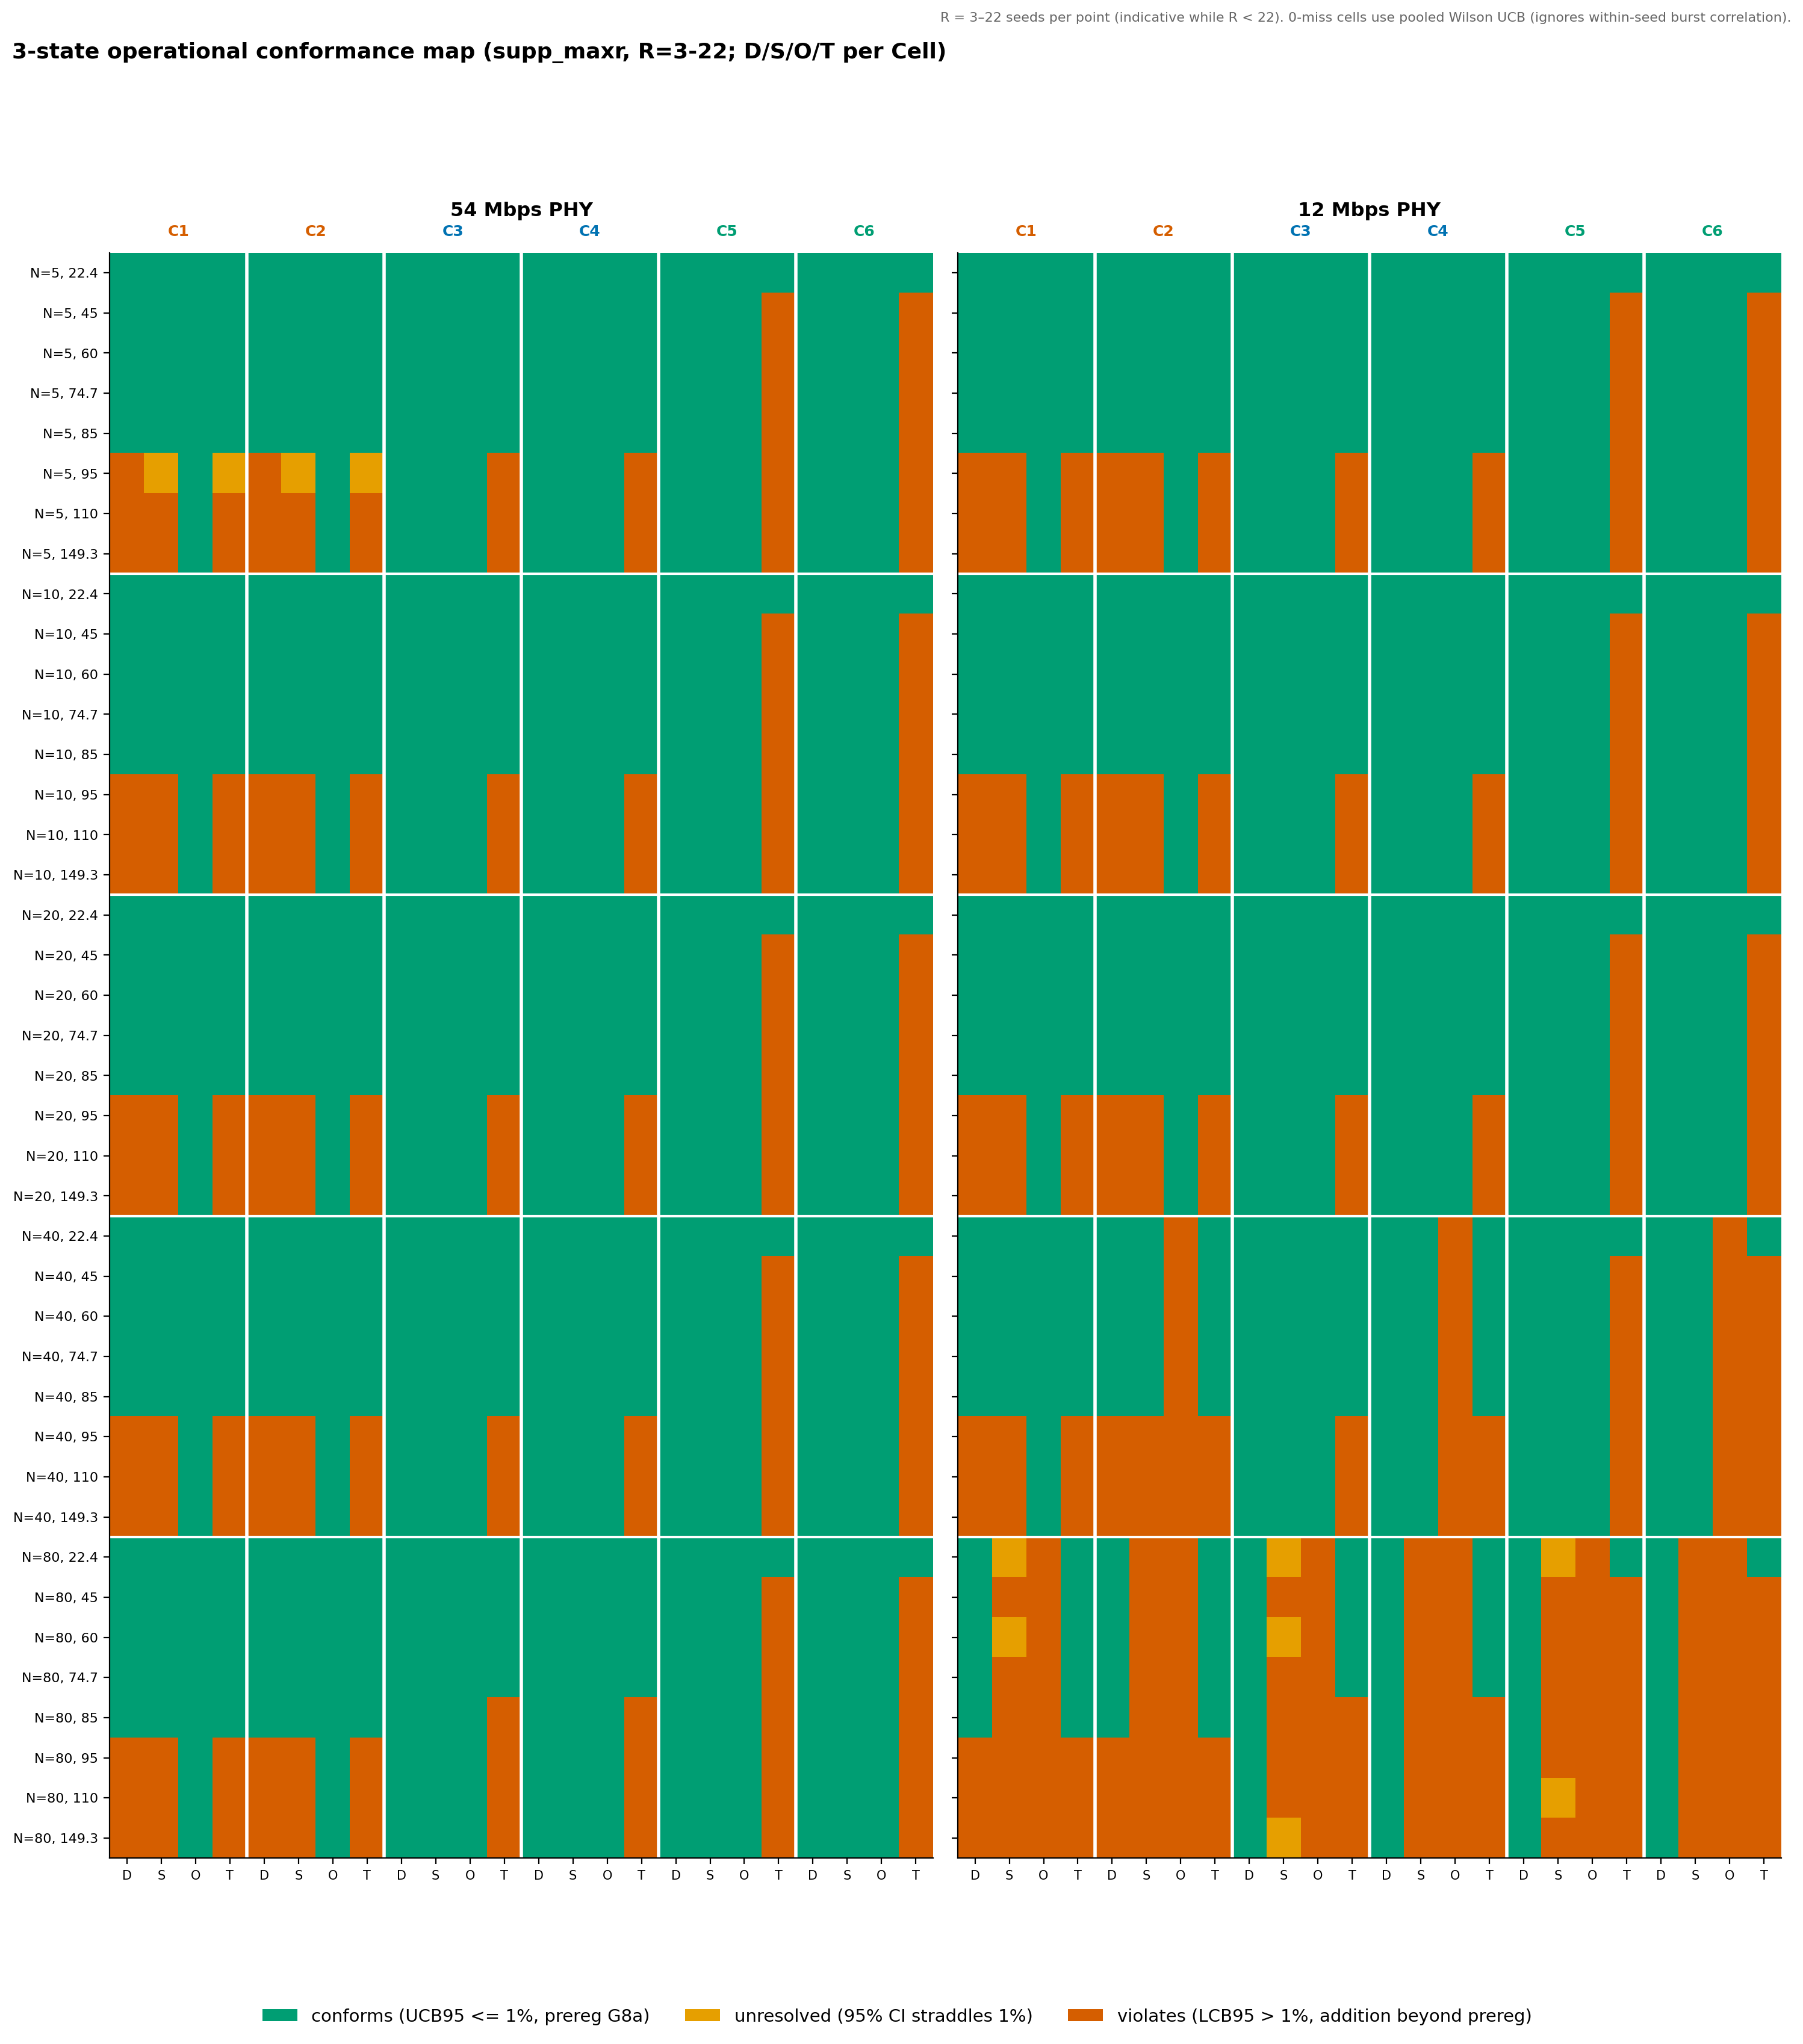 R = 3–22 seeds per point (indicative while R < 22). 0-miss cells use pooled Wilson UCB (ignores within-seed burst correlation).
3-state operational conformance map (supp_maxr, R=3-22; D/S/O/T per Cell)
54 Mbps PHY
C1 C2 C3 C4 C5 C6
12 Mbps PHY
C1 C2 C3 C4 C5 C6
N=5, 22.4
N=5, 45
N=5, 60
N=5, 74.7
N=5, 85
N=5, 95
N=5, 110
N=5, 149.3
N=10, 22.4
N=10, 45
N=10, 60
N=10, 74.7
N=10, 85
N=10, 95
N=10, 110
N=10, 149.3
N=20, 22.4
N=20, 45
N=20, 60
N=20, 74.7
N=20, 85
N=20, 95
N=20, 110
N=20, 149.3
N=40, 22.4
N=40, 45
N=40, 60
N=40, 74.7
N=40, 85
N=40, 95
N=40, 110
N=40, 149.3
N=80, 22.4
N=80, 45
N=80, 60
N=80, 74.7
N=80, 85
N=80, 95
N=80, 110
N=80, 149.3
D S O T D S O T D S O T D S O T D S O T D S O T
D S O T D S O T D S O T D S O T D S O T D S O T
conforms (UCB95 <= 1%, prereg G8a)
unresolved (95% CI straddles 1%)
violates (LCB95 > 1%, addition beyond prereg)